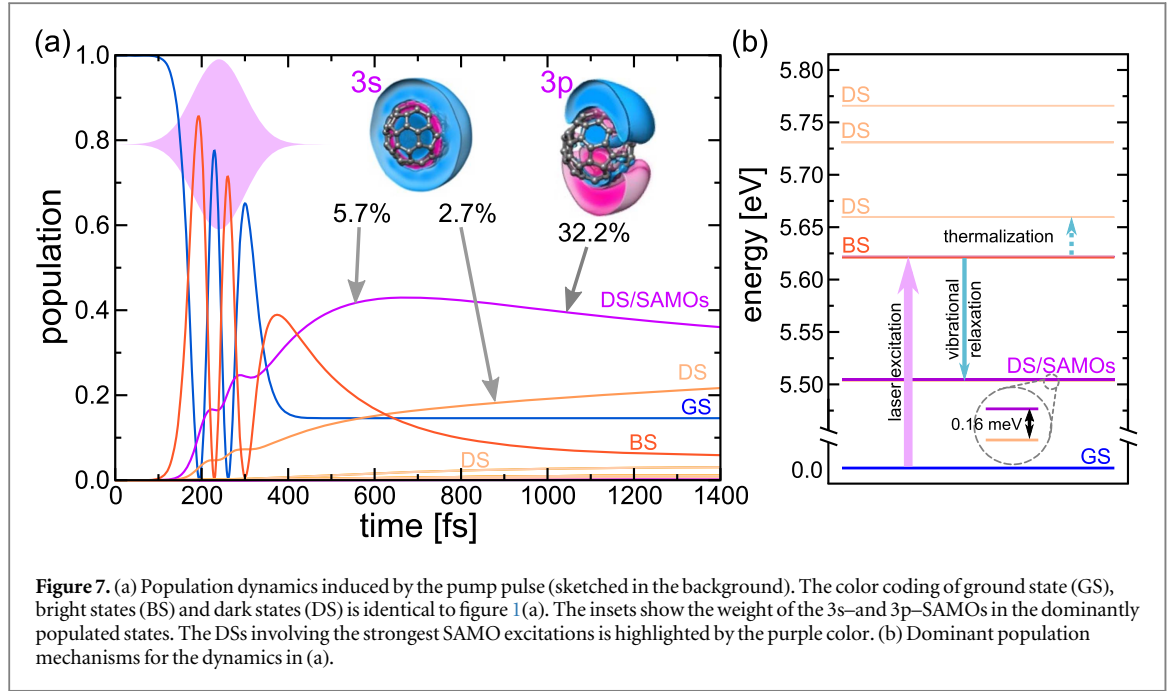 (a)
1.0
0.8
0.6
0.4
0.2
0.0
population
0
200
400
600
800
1000
1200
1400
time [fs]
3s
3p
5.7%
2.7%
32.2%
DS/SAMOs
DS
GS
BS
DS
(b)
energy [eV]
5.80
5.75
5.70
5.65
5.60
5.55
5.50
0.0
DS
DS
DS
BS
thermalization
laser excitation
vibrational
relaxation
DS/SAMOs
0.16 meV
GS
Figure 7. (a) Population dynamics induced by the pump pulse (sketched in the background). The color coding of ground state (GS),
bright states (BS) and dark states (DS) is identical to figure 1(a). The insets show the weight of the 3s–and 3p–SAMOs in the dominantly
populated states. The DSs involving the strongest SAMO excitations is highlighted by the purple color. (b) Dominant population
mechanisms for the dynamics in (a).